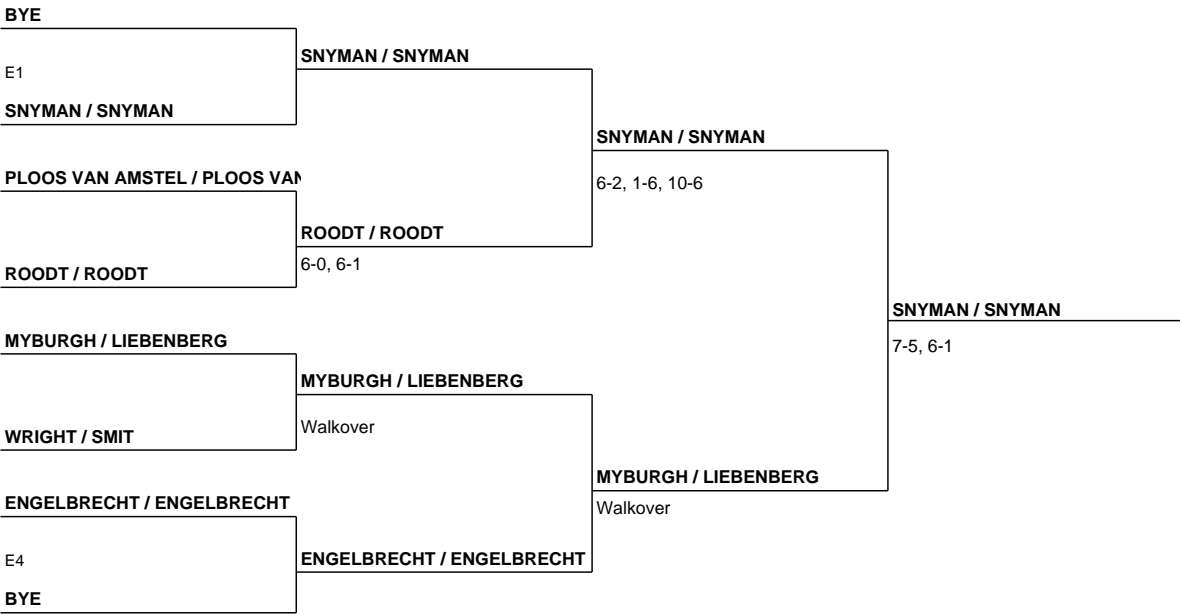 BYE
E1
SNYMAN / SNYMAN
PLOOS VAN AMSTEL / PLOOS VAN
ROODT / ROODT
MYBURGH / LIEBENBERG
WRIGHT / SMIT
ENGELBRECHT / ENGELBRECHT
E4
BYE
SNYMAN / SNYMAN
ROODT / ROODT
6-0, 6-1
MYBURGH / LIEBENBERG
Walkover
ENGELBRECHT / ENGELBRECHT
SNYMAN / SNYMAN
6-2, 1-6, 10-6
MYBURGH / LIEBENBERG
Walkover
SNYMAN / SNYMAN
7-5, 6-1